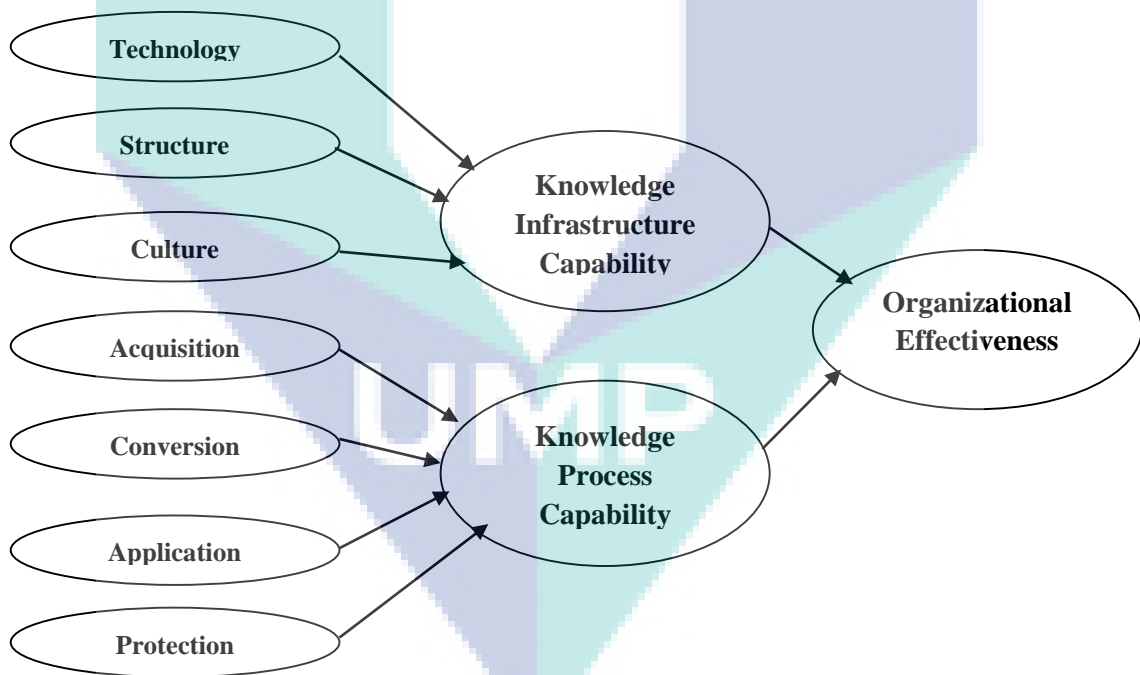 Technology
Structure
Culture
Acquisition
Conversion
Application
Protection
Knowledge
Infrastructure
Capability
UMP
Knowledge
Process
Capability
Organizational
Effectiveness